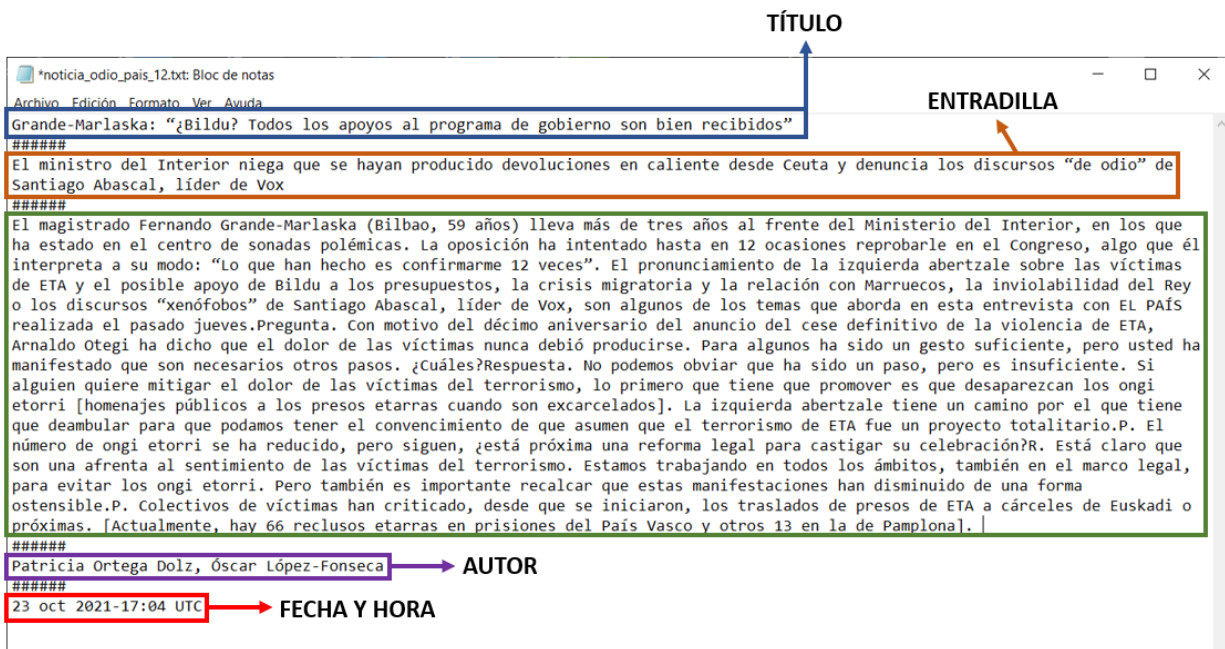 TÍTULO
*noticia_odio_pais_12.txt: Bloc de notas
Archivo Edición Formato Ver Ayuda
ENTRADILLA
Grande-Marlaska: “¿Bildu? Todos los apoyos al programa de gobierno son bien recibidos”
######
El ministro del Interior niega que se hayan producido devoluciones en caliente desde Ceuta y denuncia los discursos “de odio” de
Santiago Abascal, líder de Vox
######
El magistrado Fernando Grande-Marlaska (Bilbao, 59 años) lleva más de tres años al frente del Ministerio del Interior, en los que
ha estado en el centro de sonadas polémicas. La oposición ha intentado hasta en 12 ocasiones reprobarle en el Congreso, algo que él
interpreta a su modo: “Lo que han hecho es confirmarme 12 veces”. El pronunciamiento de la izquierda abertzale sobre las víctimas
de ETA y el posible apoyo de Bildu a los presupuestos, la crisis migratoria y la relación con Marruecos, la inviolabilidad del Rey
o los discursos “xenófobos” de Santiago Abascal, líder de Vox, son algunos de los temas que aborda en esta entrevista con EL PAÍS
realizada el pasado jueves.Pregunta. Con motivo del décimo aniversario del anuncio del cese definitivo de la violencia de ETA,
Arnaldo Otegi ha dicho que el dolor de las víctimas nunca debió producirse. Para algunos ha sido un gesto suficiente, pero usted ha
manifestado que son necesarios otros pasos. ¿Cuáles?Respuesta. No podemos obviar que ha sido un paso, pero es insuficiente. Si
alguien quiere mitigar el dolor de las víctimas del terrorismo, lo primero que tiene que promover es que desaparezcan los ongi
etorri [homenajes públicos a los presos etarras cuando son excarcelados]. La izquierda abertzale tiene un camino por el que tiene
que deambular para que podamos tener el convencimiento de que asumen que el terrorismo de ETA fue un proyecto totalitario.P. El
número de ongi etorri se ha reducido, pero siguen, ¿está próxima una reforma legal para castigar su celebración?R. Está claro que
son una afrenta al sentimiento de las víctimas del terrorismo. Estamos trabajando en todos los ámbitos, también en el marco legal,
para evitar los ongi etorri. Pero también es importante recalcar que estas manifestaciones han disminuido de una forma
ostensible.P. Colectivos de víctimas han criticado, desde que se iniciaron, los traslados de presos de ETA a cárceles de Euskadi o
próximas. [Actualmente, hay 66 reclusos etarras en prisiones del País Vasco y otros 13 en la de Pamplona].
######
Patricia Ortega Dolz, Óscar López-Fonseca
AUTOR
######
23 oct 2021-17:04 UTC
FECHA Y HORA